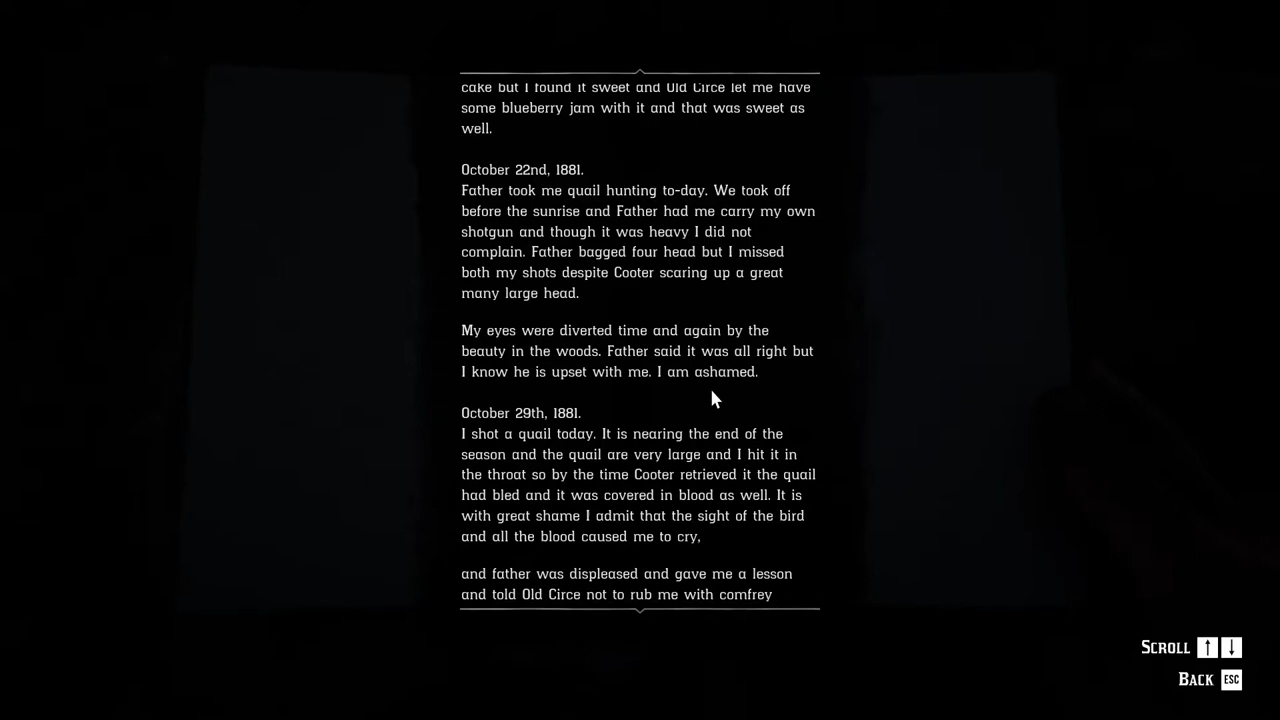 cake but I found it sweet and Old Circe let me have
some blueberry jam with it and that was sweet as
well.
October 22nd, 1881.
Father took me quail hunting to-day. We took off
before the sunrise and Father had me carry my own
shotgun and though it was heavy I did not
complain. Father bagged four head but I missed
both my shots despite Cooter scaring up a great
many large head.
My eyes were diverted time and again by the
beauty in the woods. Father said it was all right but
I know he is upset with me. I am ashamed.
October 29th, 1881.
I shot a quail today. It is nearing the end of the
season and the quail are very large and I hit it in
the throat so by the time Cooter retrieved it the quail
had bled and it was covered in blood as well. It is
with great shame I admit that the sight of the bird
and all the blood caused me to cry,
and father was displeased and gave me a lesson
and told Old Circe not to rub me with comfrey
SCROLL ↑ ↓
BACK ESC